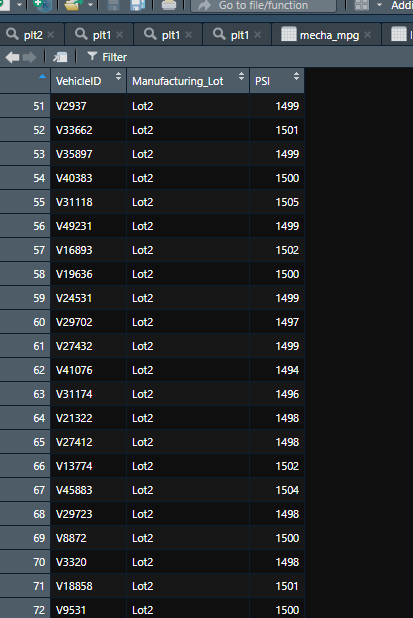 Go to file/function
Addi
plt2 × plt1 × plt1 × plt1 × mecha_mpg ×
Filter
VehicleID Manufacturing_Lot PSI
51 V2937 Lot2 1499
52 V33662 Lot2 1501
53 V35897 Lot2 1499
54 V40383 Lot2 1500
55 V31118 Lot2 1505
56 V49231 Lot2 1499
57 V16893 Lot2 1502
58 V19636 Lot2 1500
59 V24531 Lot2 1499
60 V29702 Lot2 1497
61 V27432 Lot2 1499
62 V41076 Lot2 1494
63 V31174 Lot2 1496
64 V21322 Lot2 1498
65 V27412 Lot2 1498
66 V13774 Lot2 1502
67 V45883 Lot2 1504
68 V29723 Lot2 1498
69 V8872 Lot2 1500
70 V3320 Lot2 1498
71 V18858 Lot2 1501
72 V9531 Lot2 1500